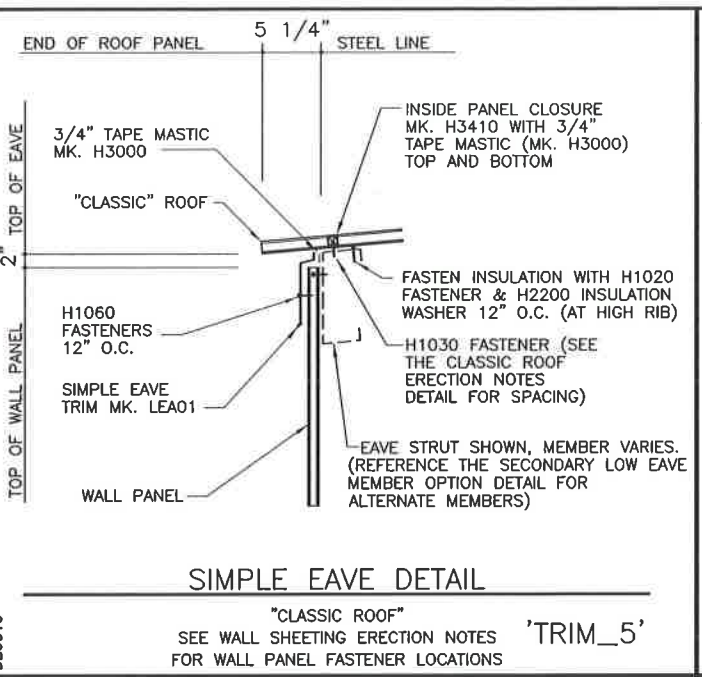 END OF ROOF PANEL
5 1/4"
STEEL LINE
2" TOP OF EAVE
TOP OF WALL PANEL
3/4" TAPE MASTIC
MK. H3000
"CLASSIC" ROOF
H1060
FASTENERS
12" O.C.
SIMPLE EAVE
TRIM MK. LEA01
WALL PANEL
INSIDE PANEL CLOSURE
MK. H3410 WITH 3/4"
TAPE MASTIC (MK. H3000)
TOP AND BOTTOM
FASTEN INSULATION WITH H1020
FASTENER & H2200 INSULATION
WASHER 12" O.C. (AT HIGH RIB)
H1030 FASTENER (SEE
THE CLASSIC ROOF
ERECTION NOTES
DETAIL FOR SPACING)
EAVE STRUT SHOWN, MEMBER VARIES.
(REFERENCE THE SECONDARY LOW EAVE
MEMBER OPTION DETAIL FOR
ALTERNATE MEMBERS)
SIMPLE EAVE DETAIL
"CLASSIC ROOF"
SEE WALL SHEETING ERECTION NOTES
FOR WALL PANEL FASTENER LOCATIONS
'TRIM_5'